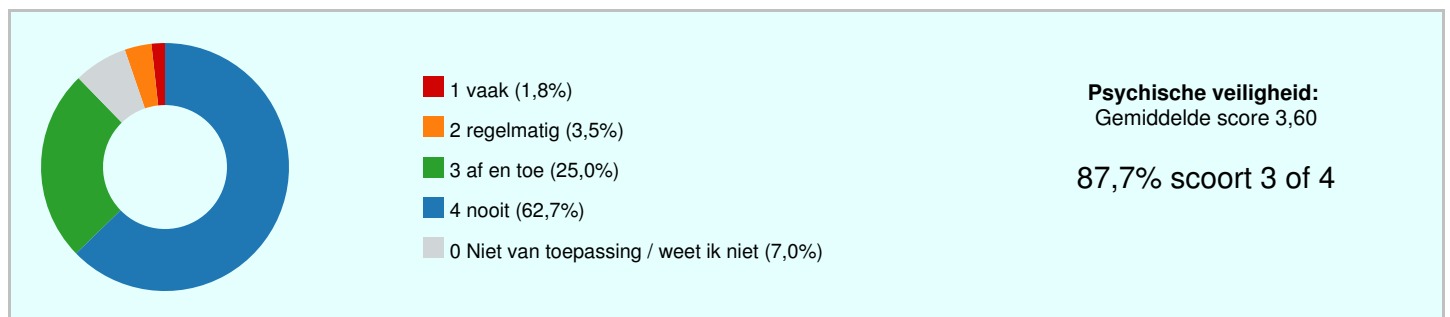 1 vaak (1,8%)
2 regelmatig (3,5%)
3 af en toe (25,0%)
4 nooit (62,7%)
0 Niet van toepassing / weet ik niet (7,0%)
Psychische veiligheid:
Gemiddelde score 3,60
87,7% scoort 3 of 4